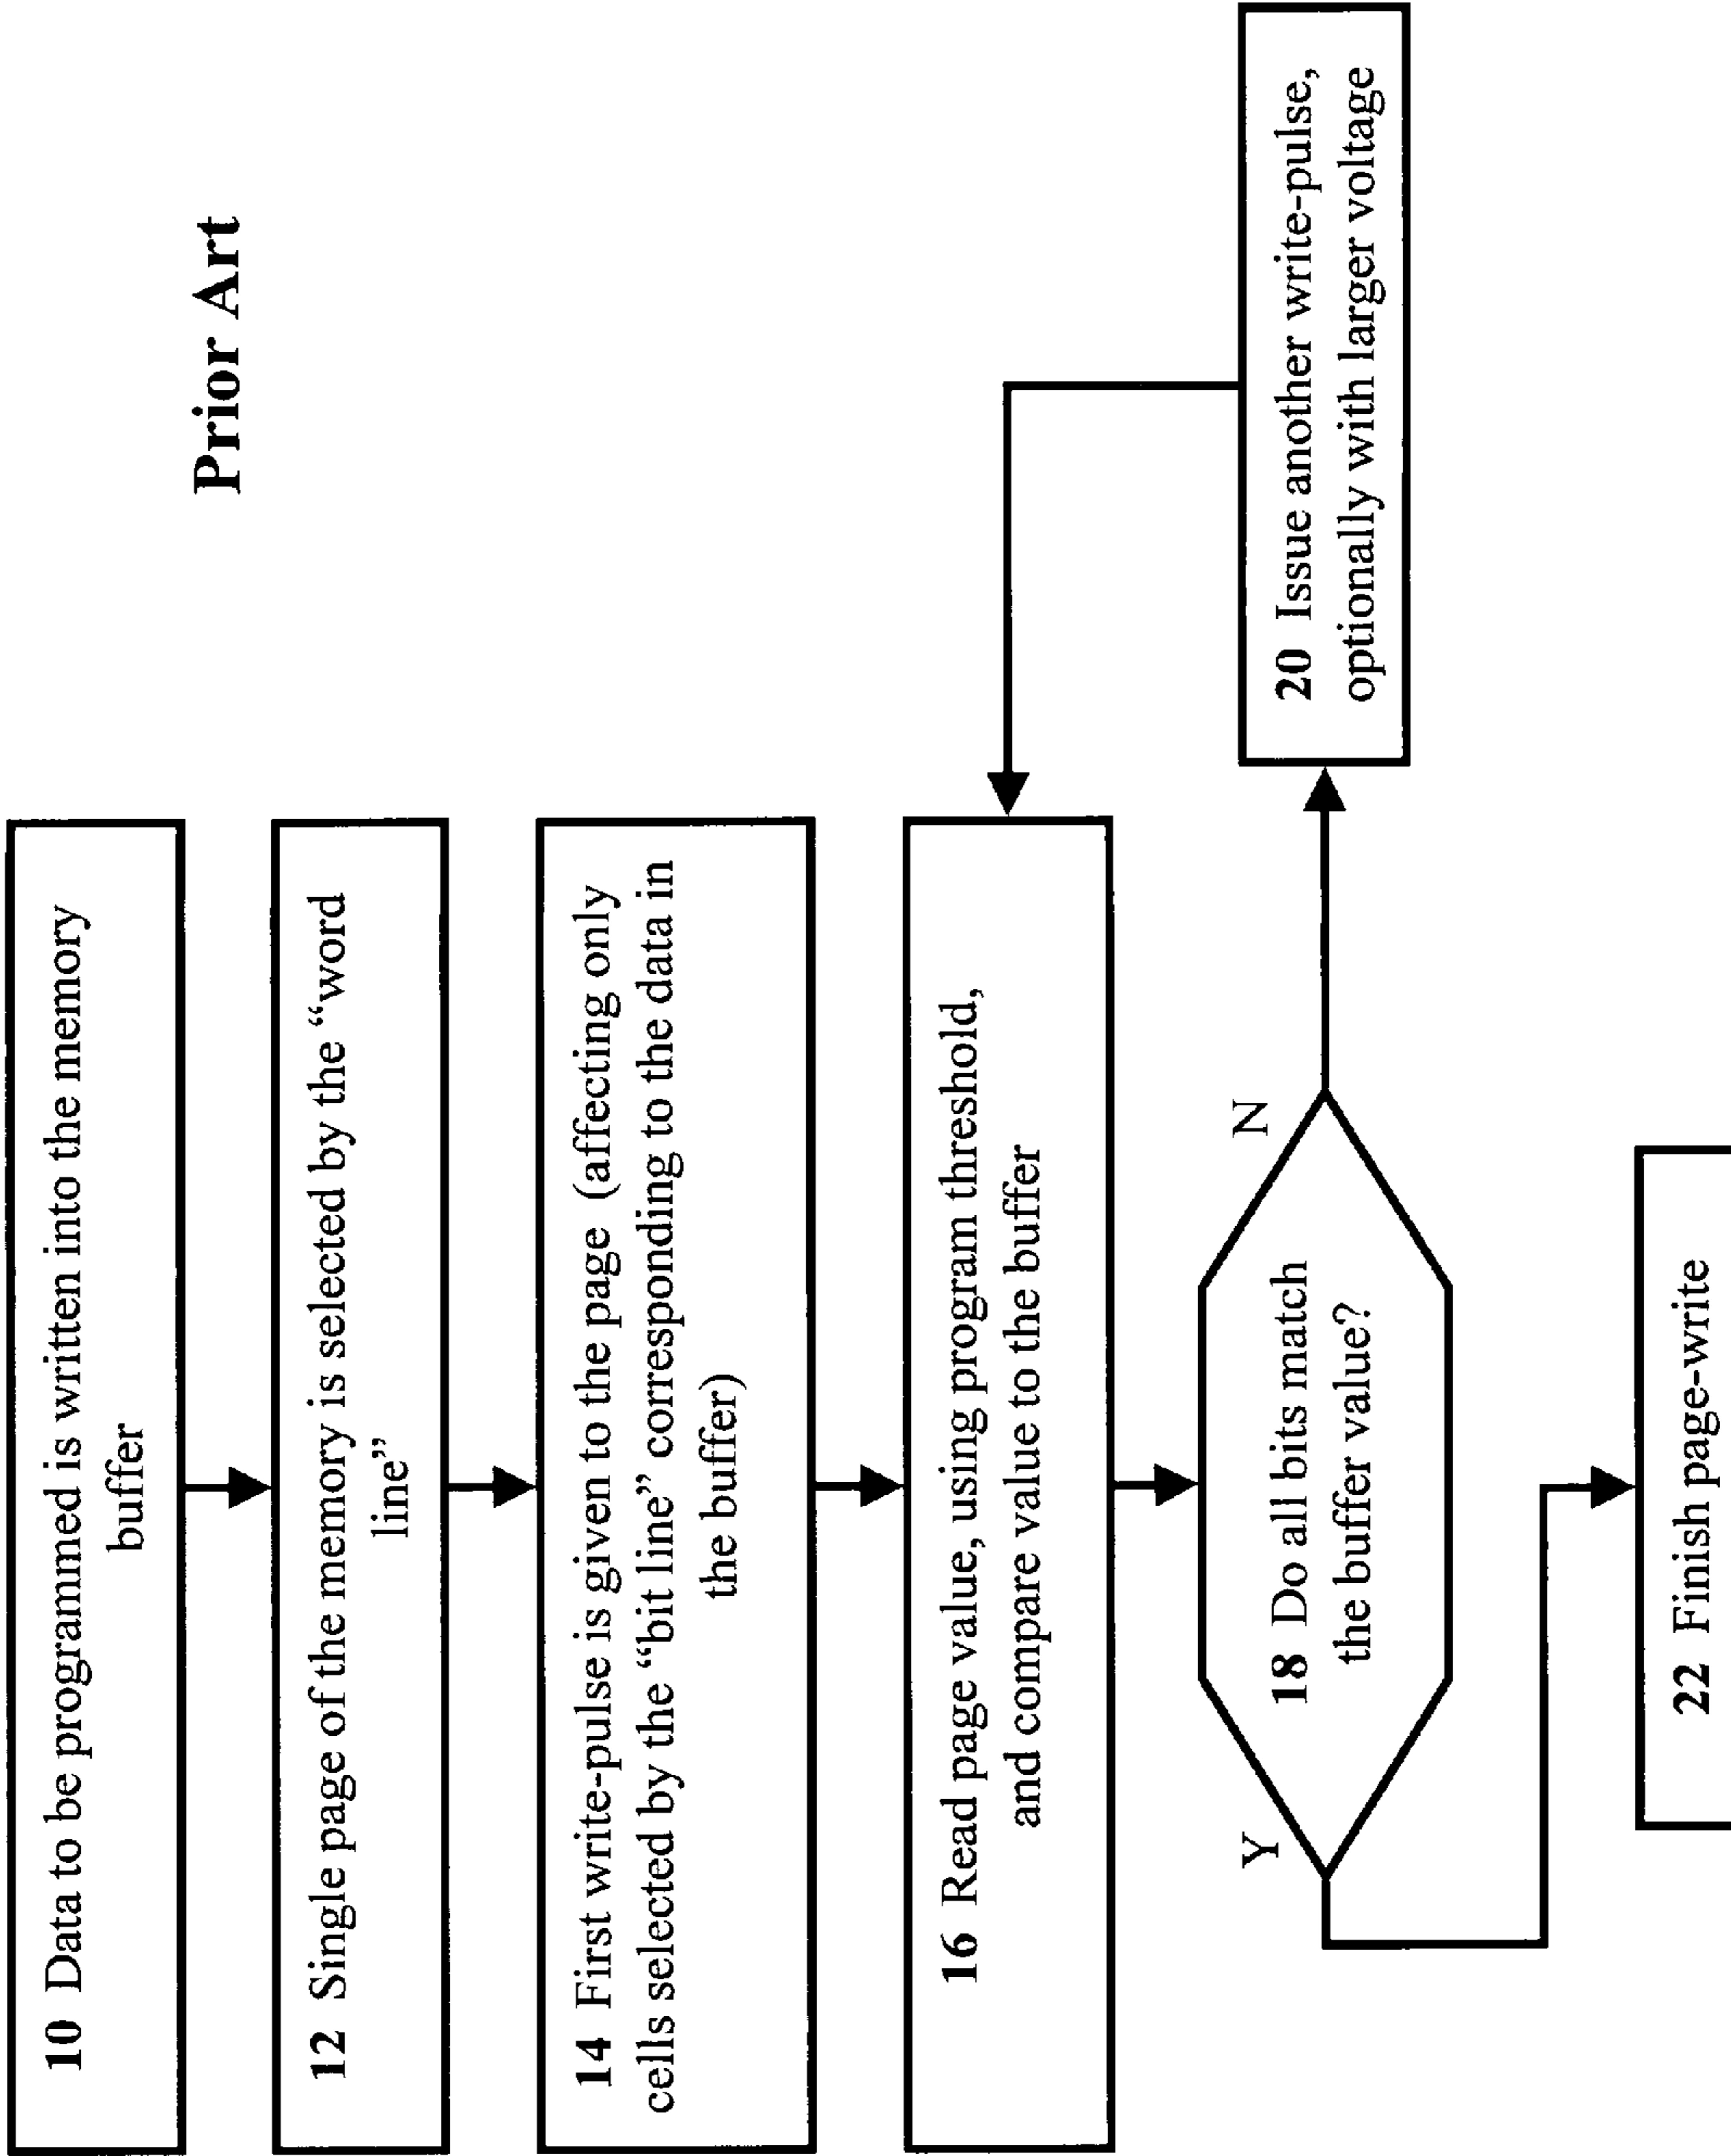 Prior Art
10 Data to be programmed is written into the memory
buffer
12 Single page of the memory is selected by the “word
line”
14 First write-pulse is given to the page (affecting only
cells selected by the “bit line” corresponding to the data in
the buffer)
16 Read page value, using program threshold,
and compare value to the buffer
18 Do all bits match
the buffer value?
Y
N
20 Issue another write-pulse,
optionally with larger voltage
22 Finish page-write